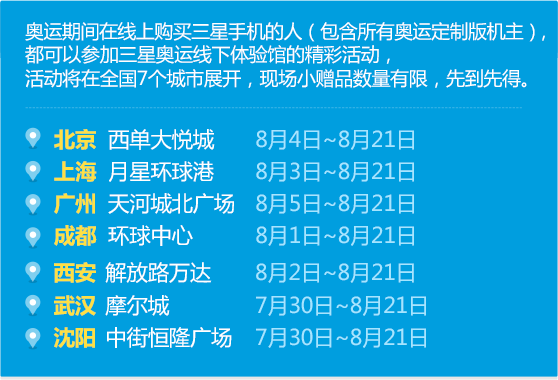 奥运期间在线上购买三星手机的人（包含所有奥运定制版机主），
都可以参加三星奥运线下体验馆的精彩活动，
活动将在全国7个城市展开，现场小赠品数量有限，先到先得。
北京 西单大悦城 8月4日~8月21日
上海 月星环球港 8月3日~8月21日
广州 天河城北广场 8月5日~8月21日
成都 环球中心 8月1日~8月21日
西安 解放路万达 8月2日~8月21日
武汉 摩尔城 7月30日~8月21日
沈阳 中街恒隆广场 7月30日~8月21日